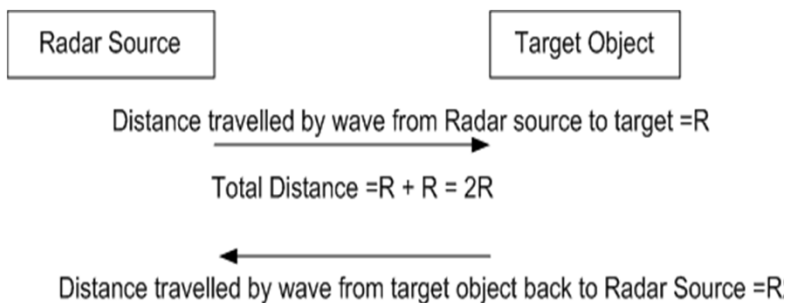 Radar Source
Target Object
Distance travelled by wave from Radar source to target =R
Total Distance =R + R = 2R
Distance travelled by wave from target object back to Radar Source =R